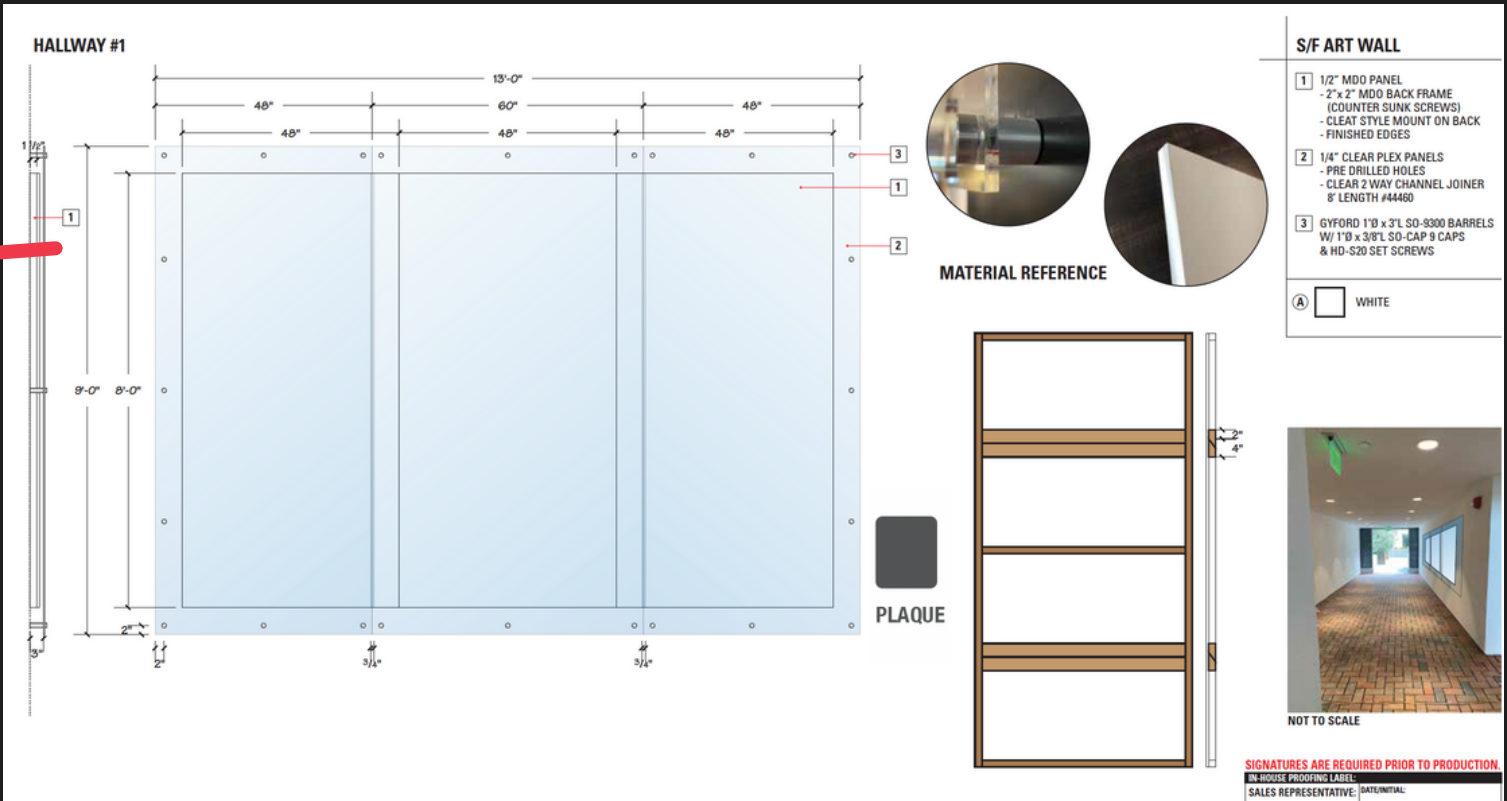 HALLWAY #1
13'-0"
48"
60"
48"
48"
48"
48"
1 1/2"
3
1
2
1
9'-0"
8'-0"
2"
3"
2"
3/4"
3/4"
PLAQUE
MATERIAL REFERENCE
2"
4"
S/F ART WALL
1 1/2" MDO PANEL
- 2" x 2" MDO BACK FRAME
(COUNTER SUNK SCREWS)
- CLEAT STYLE MOUNT ON BACK
- FINISHED EDGES
2 1/4" CLEAR PLEX PANELS
- PRE DRILLED HOLES
- CLEAR 2 WAY CHANNEL JOINER
8' LENGTH #44460
3 GYFORD 1"Ø x 3"L SO-9300 BARRELS
W/ 1"Ø x 3/8"L SO-CAP 9 CAPS
& HD-S20 SET SCREWS
A WHITE
NOT TO SCALE
SIGNATURES ARE REQUIRED PRIOR TO PRODUCTION.
IN-HOUSE PROOFING LABEL:
SALES REPRESENTATIVE: DATE/INITIAL: